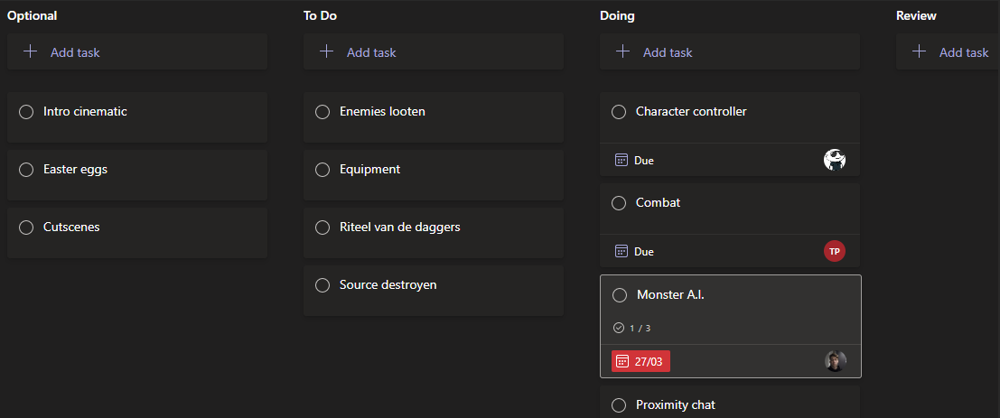 Optional
Add task
Intro cinematic
Easter eggs
Cutscenes
To Do
Add task
Enemies looten
Equipment
Riteel van de daggers
Source destroyen
Doing
Add task
Character controller
Due
Combat
Due
TP
Monster A.I.
1 / 3
27/03
Proximity chat
Review
Add task